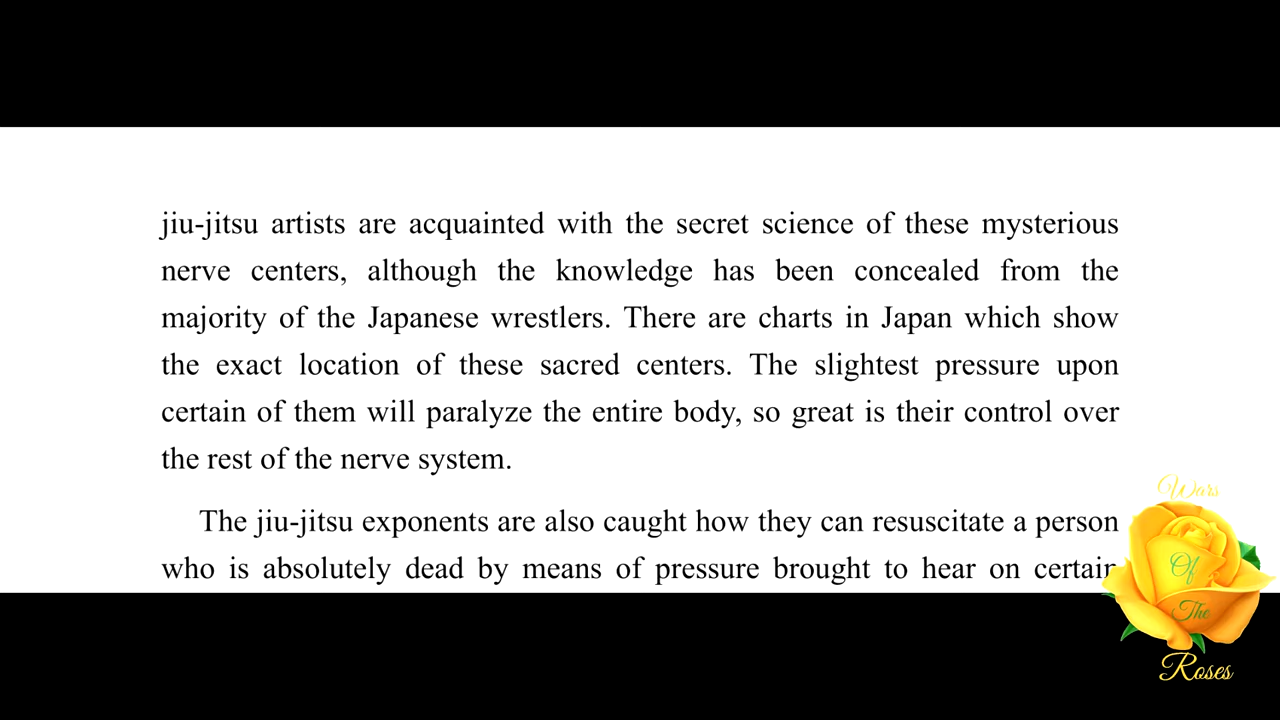 jiu-jitsu artists are acquainted with the secret science of these mysterious
nerve centers, although the knowledge has been concealed from the
majority of the Japanese wrestlers. There are charts in Japan which show
the exact location of these sacred centers. The slightest pressure upon
certain of them will paralyze the entire body, so great is their control over
the rest of the nerve system.
The jiu-jitsu exponents are also caught how they can resuscitate a person
who is absolutely dead by means of pressure brought to hear on certain
Wars
Of
The
Roses